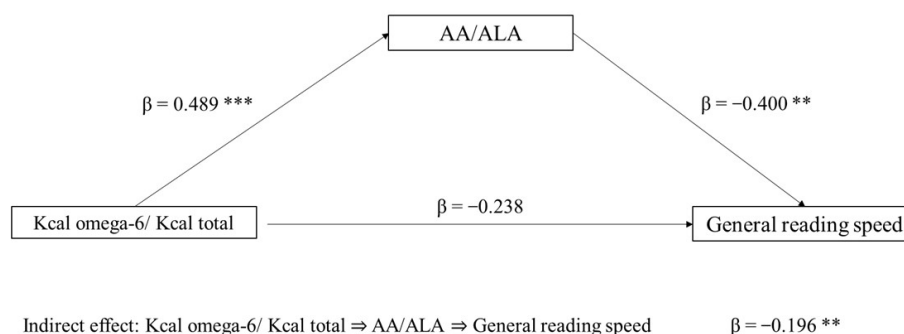 AA/ALA
β = 0.489 ***
β = −0.400 **
β = −0.238
Kcal omega-6/ Kcal total
General reading speed
Indirect effect: Kcal omega-6/ Kcal total ⇒ AA/ALA ⇒ General reading speed β = −0.196 **